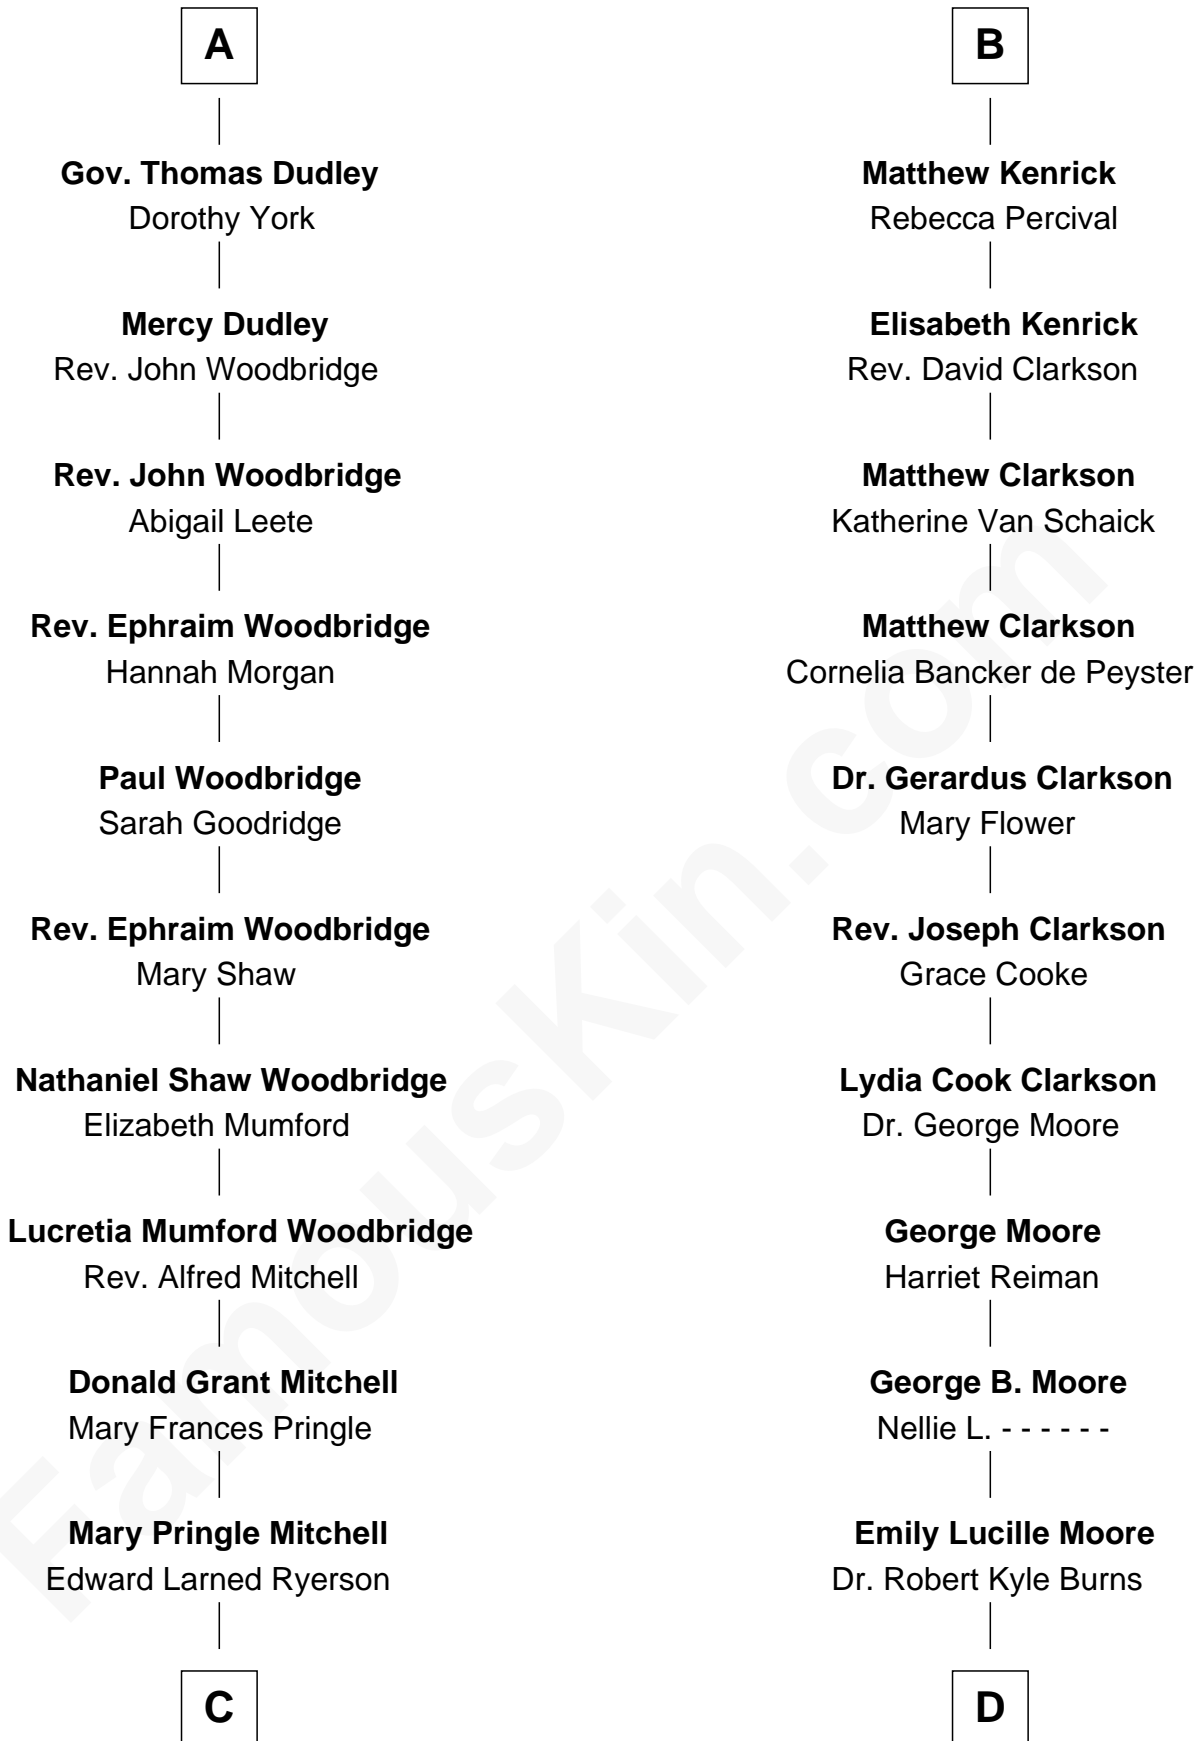 A
Gov. Thomas Dudley
Dorothy York
Mercy Dudley
Rev. John Woodbridge
Rev. John Woodbridge
Abigail Leete
Rev. Ephraim Woodbridge
Hannah Morgan
Paul Woodbridge
Sarah Goodridge
Rev. Ephraim Woodbridge
Mary Shaw
Nathaniel Shaw Woodbridge
Elizabeth Mumford
Lucretia Mumford Woodbridge
Rev. Alfred Mitchell
Donald Grant Mitchell
Mary Frances Pringle
Mary Pringle Mitchell
Edward Larned Ryerson
C
B
Matthew Kenrick
Rebecca Percival
Elisabeth Kenrick
Rev. David Clarkson
Matthew Clarkson
Katherine Van Schaick
Matthew Clarkson
Cornelia Bancker de Peyster
Dr. Gerardus Clarkson
Mary Flower
Rev. Joseph Clarkson
Grace Cooke
Lydia Cook Clarkson
Dr. George Moore
George Moore
Harriet Reiman
George B. Moore
Nellie L. - - - - - -
Emily Lucille Moore
Dr. Robert Kyle Burns
D
FamousKin.com